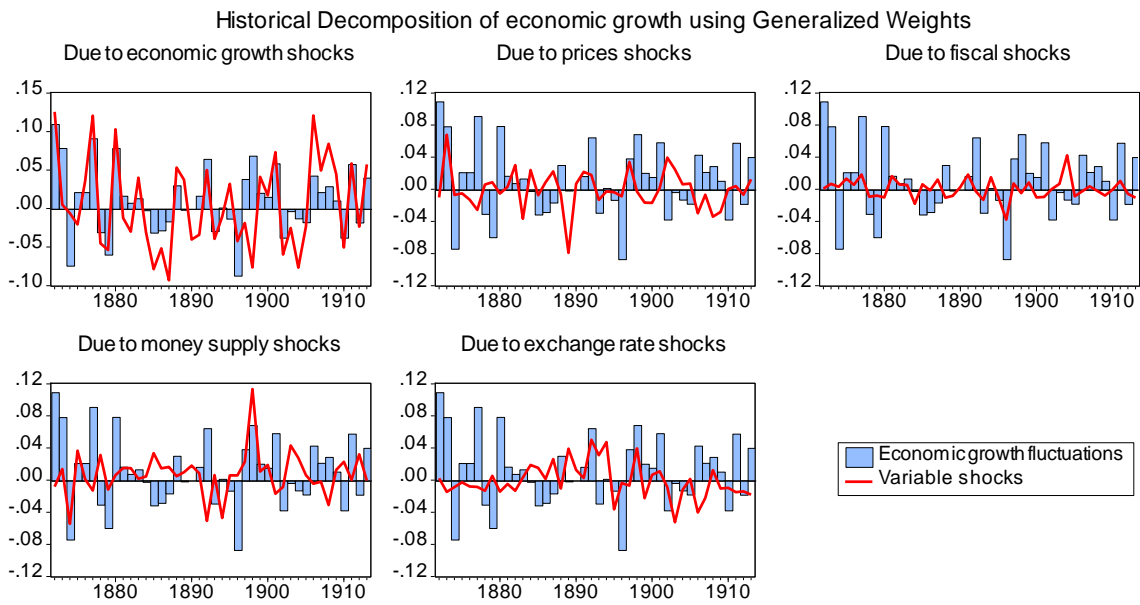 Historical Decomposition of economic growth using Generalized Weights
Due to economic growth shocks
.15
.10
.05
.00
-.05
-.10
1880 1890 1900 1910
Due to prices shocks
.12
.08
.04
.00
-.04
-.08
-.12
1880 1890 1900 1910
Due to fiscal shocks
.12
.08
.04
.00
-.04
-.08
-.12
1880 1890 1900 1910
Due to money supply shocks
.12
.08
.04
.00
-.04
-.08
-.12
1880 1890 1900 1910
Due to exchange rate shocks
.12
.08
.04
.00
-.04
-.08
-.12
1880 1890 1900 1910
Economic growth fluctuations
Variable shocks